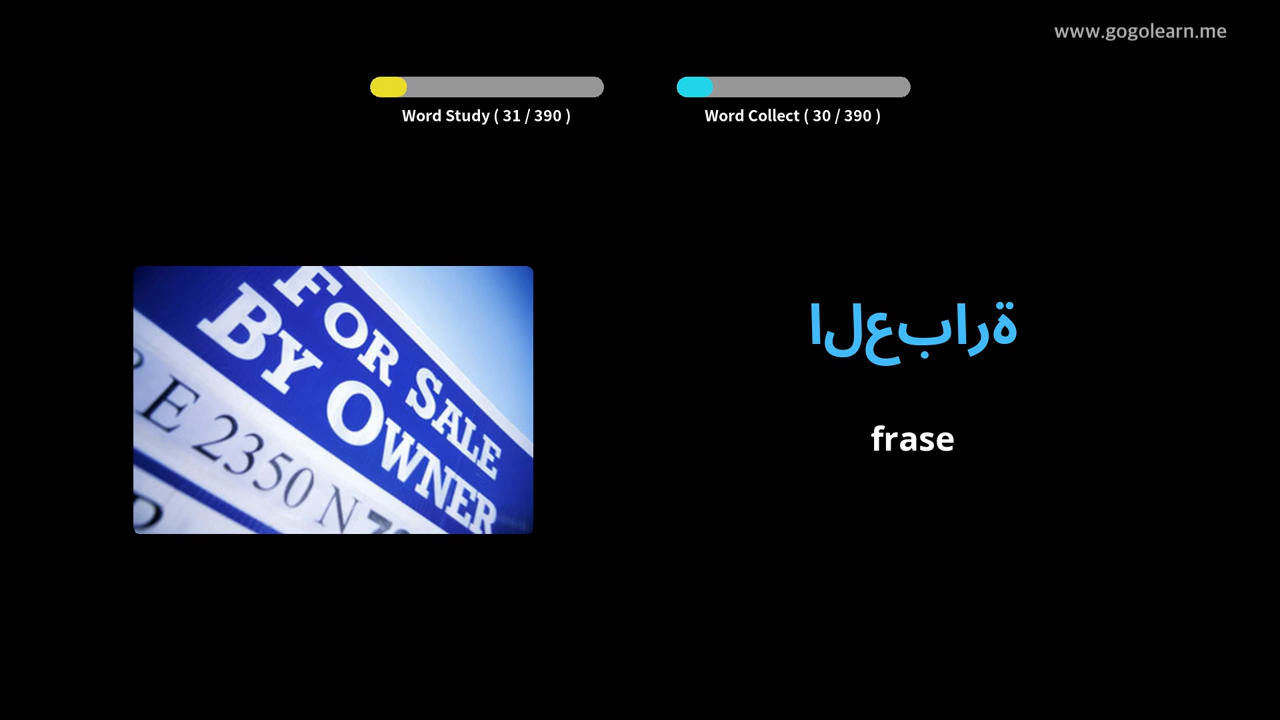 www.gogolearn.me
Word Study ( 31 / 390 )
Word Collect ( 30 / 390 )
FOR SALE
BY OWNER
E 2350 N
العبارة
frase